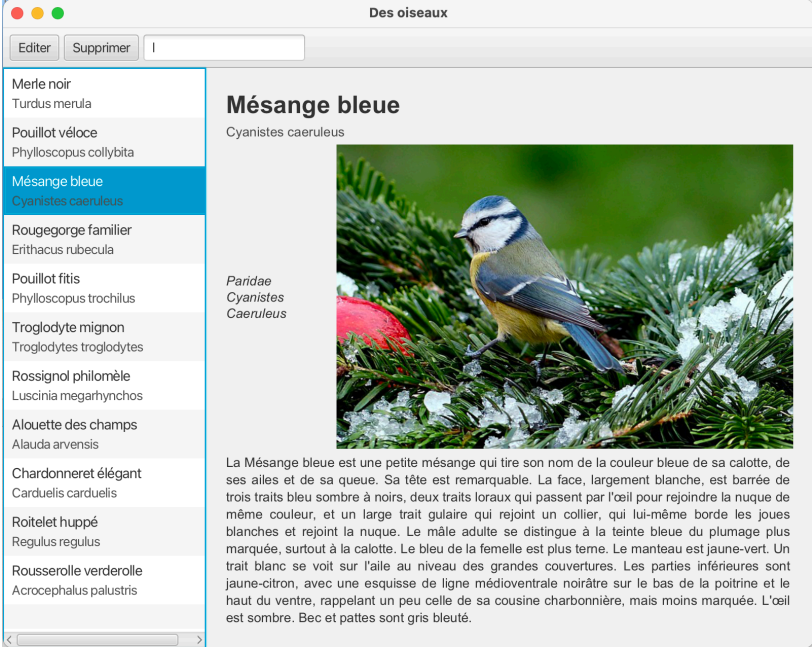 Des oiseaux
Editer
Supprimer
l
Merle noir
Turdus merula
Pouillot véloce
Phylloscopus collybita
Mésange bleue
Cyanistes caeruleus
Rougegorge familier
Erithacus rubecula
Pouillot fitis
Phylloscopus trochilus
Troglodyte mignon
Troglodytes troglodytes
Rossignol philomèle
Luscinia megarhynchos
Alouette des champs
Alauda arvensis
Chardonneret élégant
Carduelis carduelis
Roitelet huppé
Regulus regulus
Rousserolle verderolle
Acrocephalus palustris
Mésange bleue
Cyanistes caeruleus
Paridae
Cyanistes
Caeruleus
La Mésange bleue est une petite mésange qui tire son nom de la couleur bleue de sa calotte, de
ses ailes et de sa queue. Sa tête est remarquable. La face, largement blanche, est barrée de
trois traits bleu sombre à noirs, deux traits loraux qui passent par l'œil pour rejoindre la nuque de
même couleur, et un large trait gulaire qui rejoint un collier, qui lui-même borde les joues
blanches et rejoint la nuque. Le mâle adulte se distingue à la teinte bleue du plumage plus
marquée, surtout à la calotte. Le bleu de la femelle est plus terne. Le manteau est jaune-vert. Un
trait blanc se voit sur l'aile au niveau des grandes couvertures. Les parties inférieures sont
jaune-citron, avec une esquisse de ligne médioventrale noirâtre sur le bas de la poitrine et le
haut du ventre, rappelant un peu celle de sa cousine charbonnière, mais moins marquée. L'œil
est sombre. Bec et pattes sont gris bleuté.